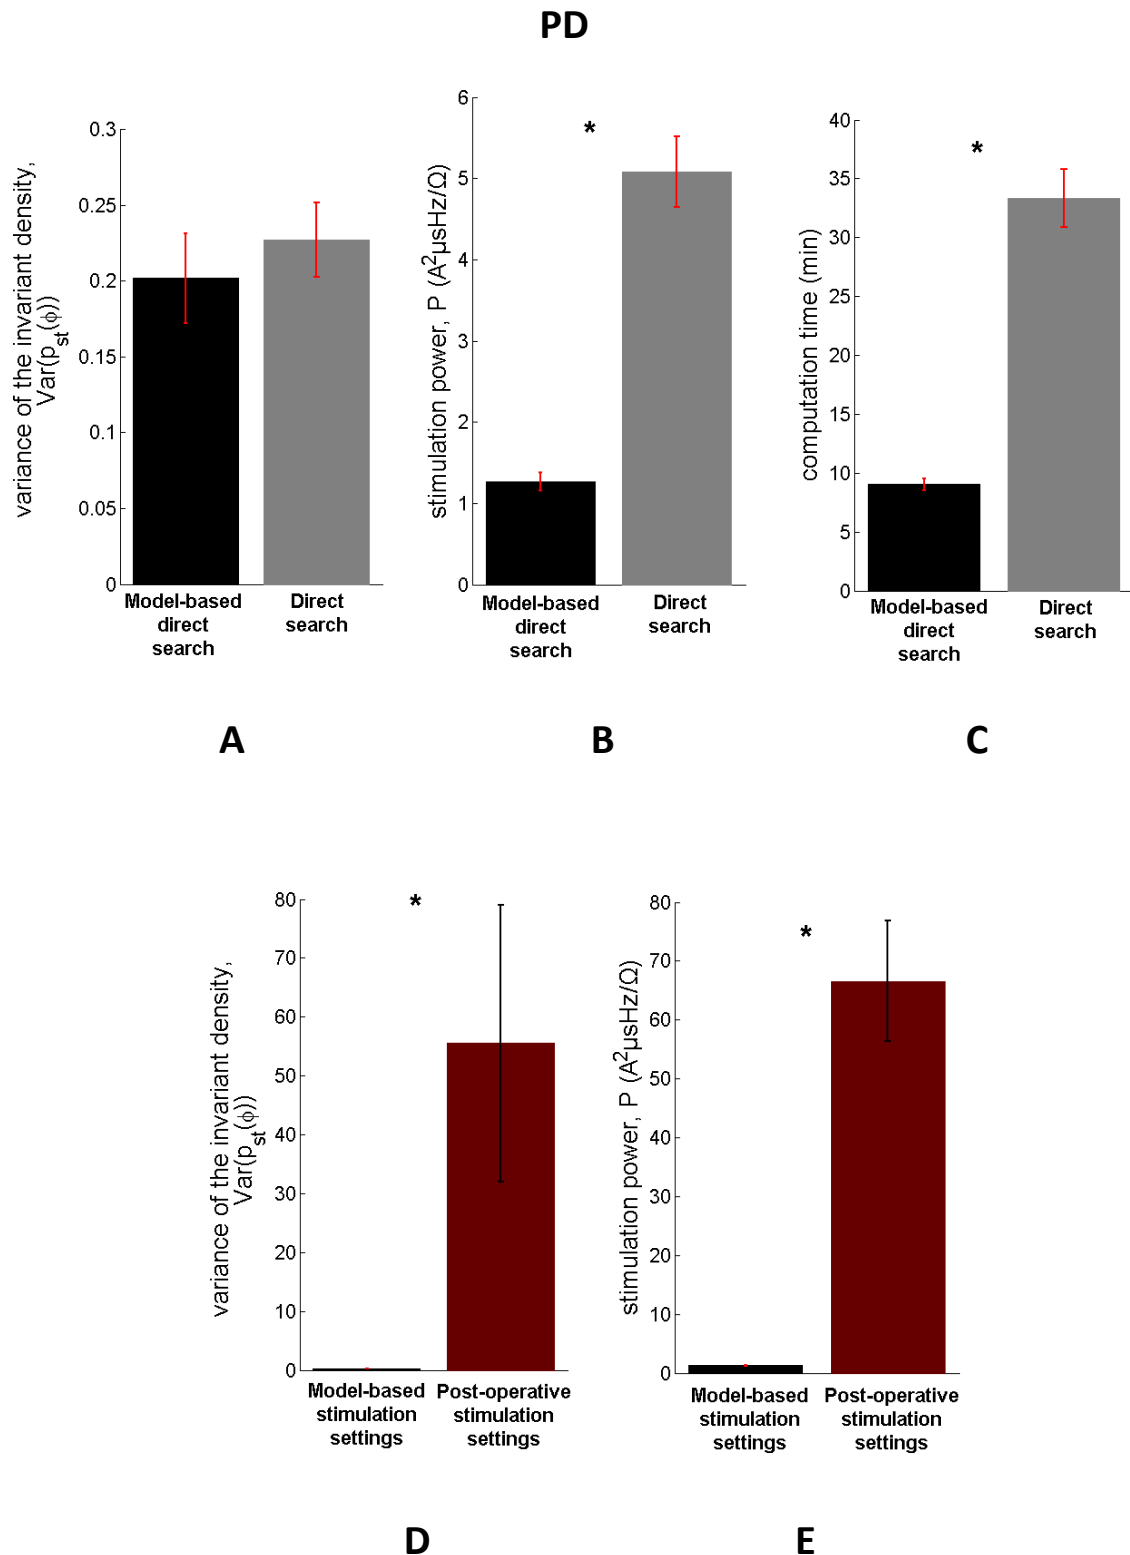 PD
variance of the invariant density,
Var(p_st(ϕ))
0.3
0.25
0.2
0.15
0.1
0.05
0
Model-based
direct
search
Direct
search
A
stimulation power, P (A²µsHz/Ω)
6
5
4
3
2
1
0
*
Model-based
direct
search
Direct
search
B
computation time (min)
40
35
30
25
20
15
10
5
0
*
Model-based
direct
search
Direct
search
C
variance of the invariant density,
Var(p_st(ϕ))
80
70
60
50
40
30
20
10
0
*
Model-based
stimulation
settings
Post-operative
stimulation
settings
D
stimulation power, P (A²µsHz/Ω)
80
70
60
50
40
30
20
10
0
*
Model-based
stimulation
settings
Post-operative
stimulation
settings
E